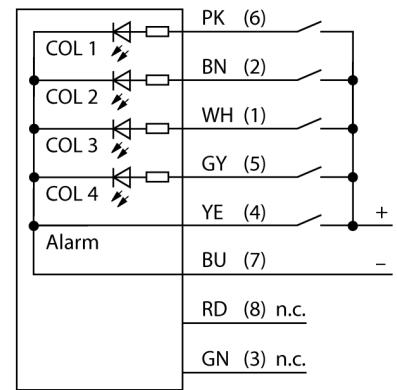 PK (6)
COL 1
BN (2)
COL 2
WH (1)
COL 3
GY (5)
COL 4
YE (4) +
Alarm
BU (7) –
RD (8) n.c.
GN (3) n.c.